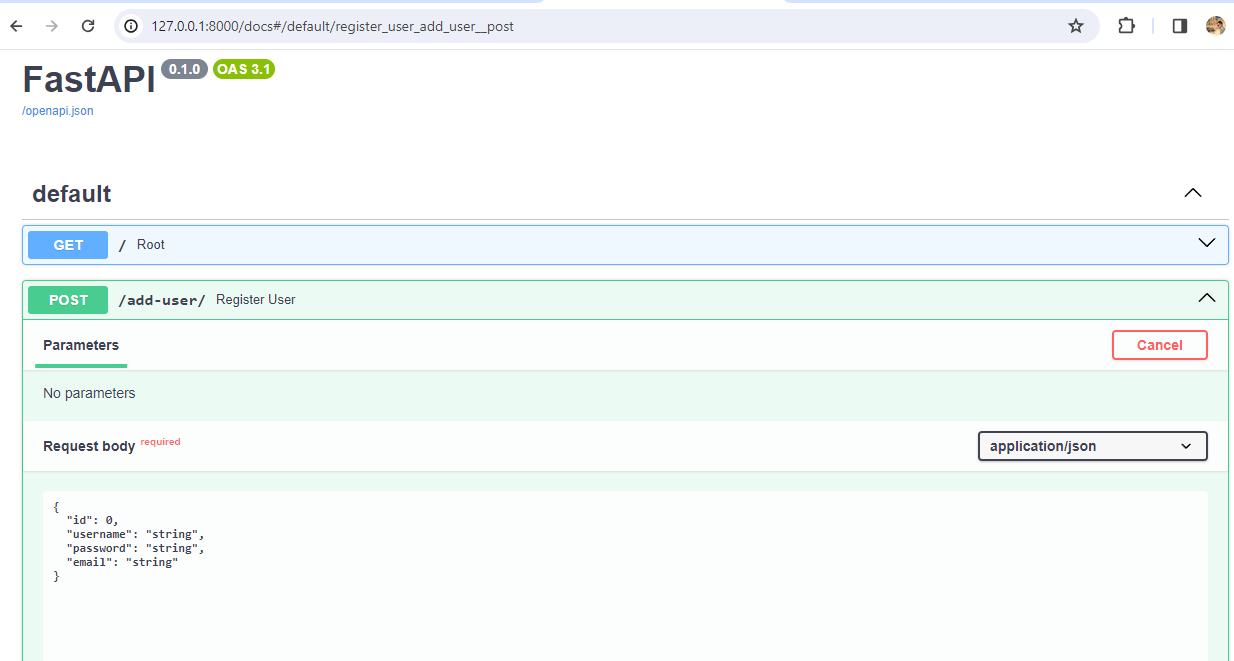 127.0.0.1:8000/docs#/default/register_user_add_user__post
FastAPI 0.1.0 OAS 3.1
/openapi.json
default
GET / Root
POST /add-user/ Register User
Parameters Cancel
No parameters
Request body required application/json
{
  "id": 0,
  "username": "string",
  "password": "string",
  "email": "string"
}